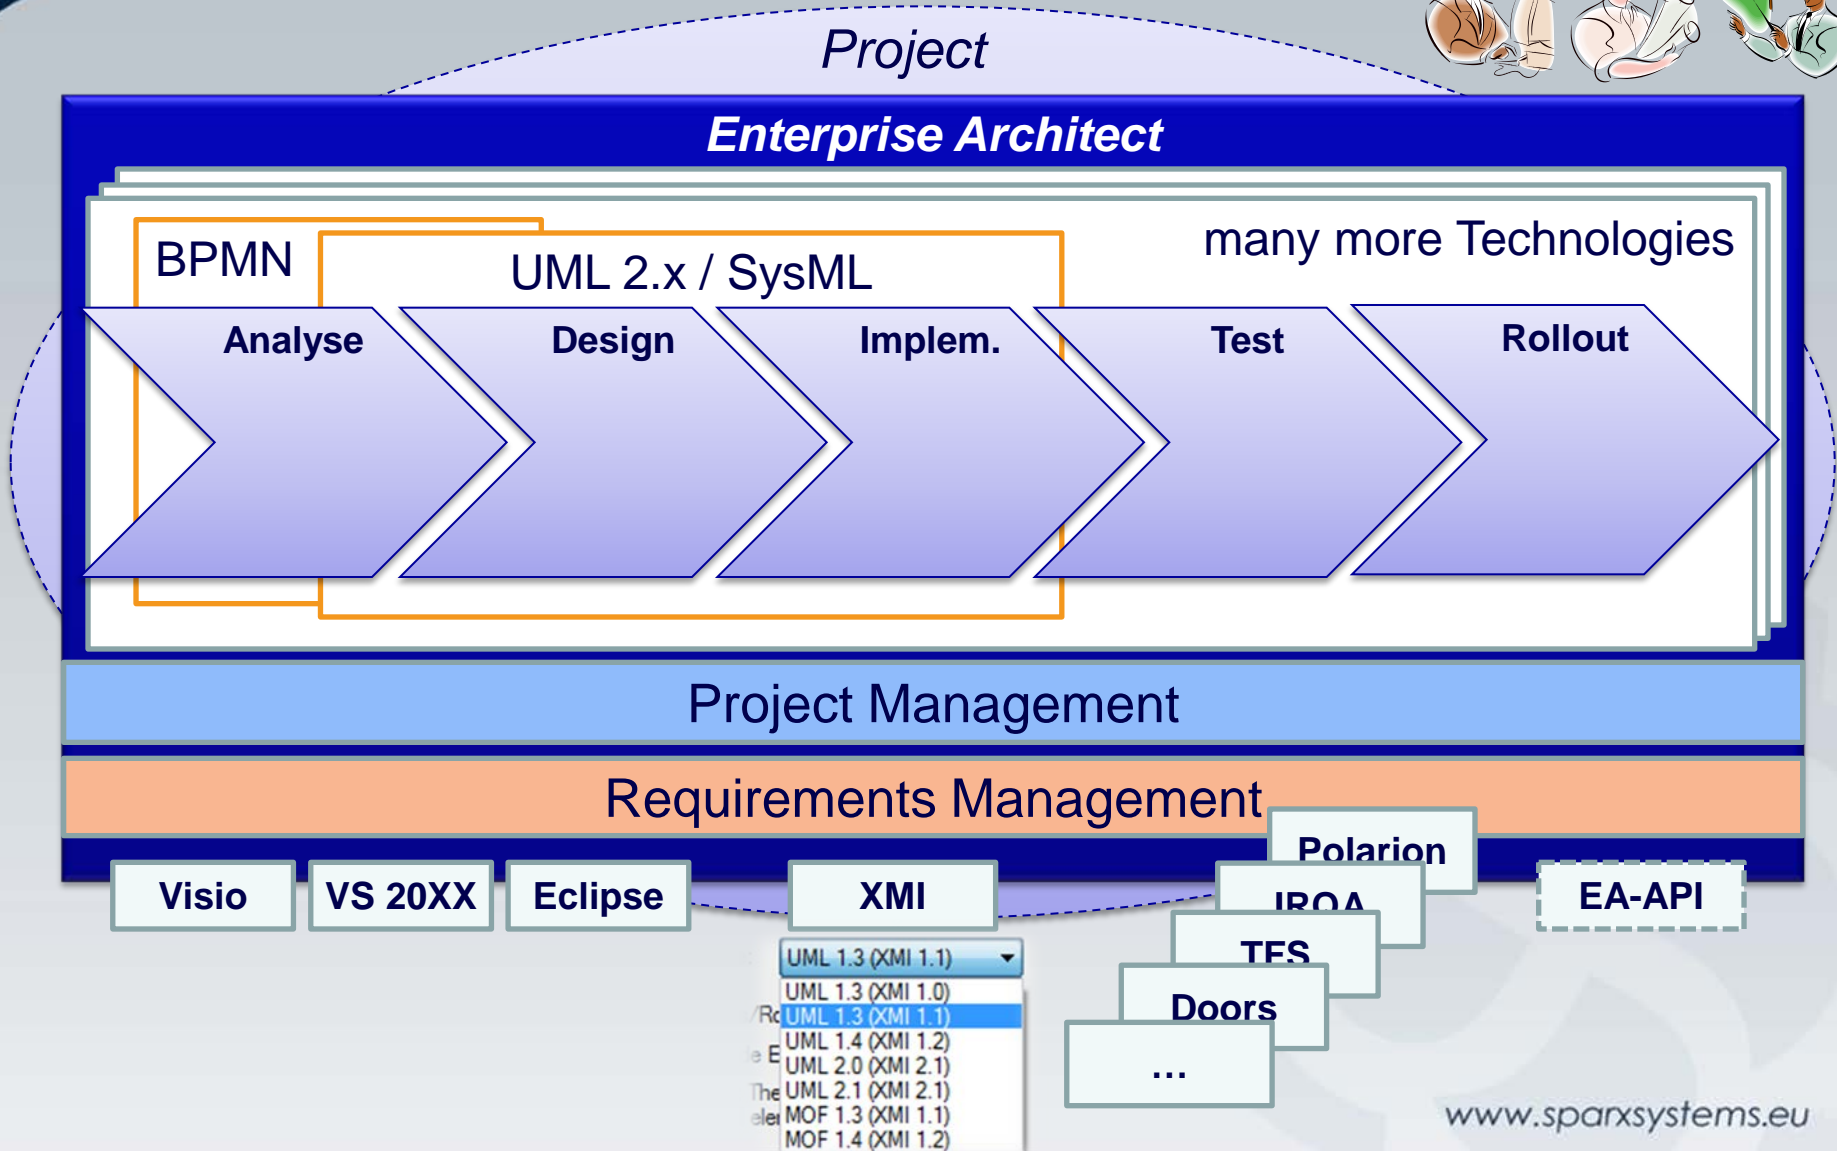 Project
Enterprise Architect
many more Technologies
BPMN
UML 2.x / SysML
Analyse
Design
Implem.
Test
Rollout
Project Management
Requirements Management
Polarion
Visio
VS 20XX
Eclipse
XMI
IRQA
EA-API
TFS
Doors
...
UML 1.3 (XMI 1.1)
UML 1.3 (XMI 1.0)
UML 1.3 (XMI 1.1)
UML 1.4 (XMI 1.2)
UML 2.0 (XMI 2.1)
UML 2.1 (XMI 2.1)
MOF 1.3 (XMI 1.1)
MOF 1.4 (XMI 1.2)
www.sparxsystems.eu